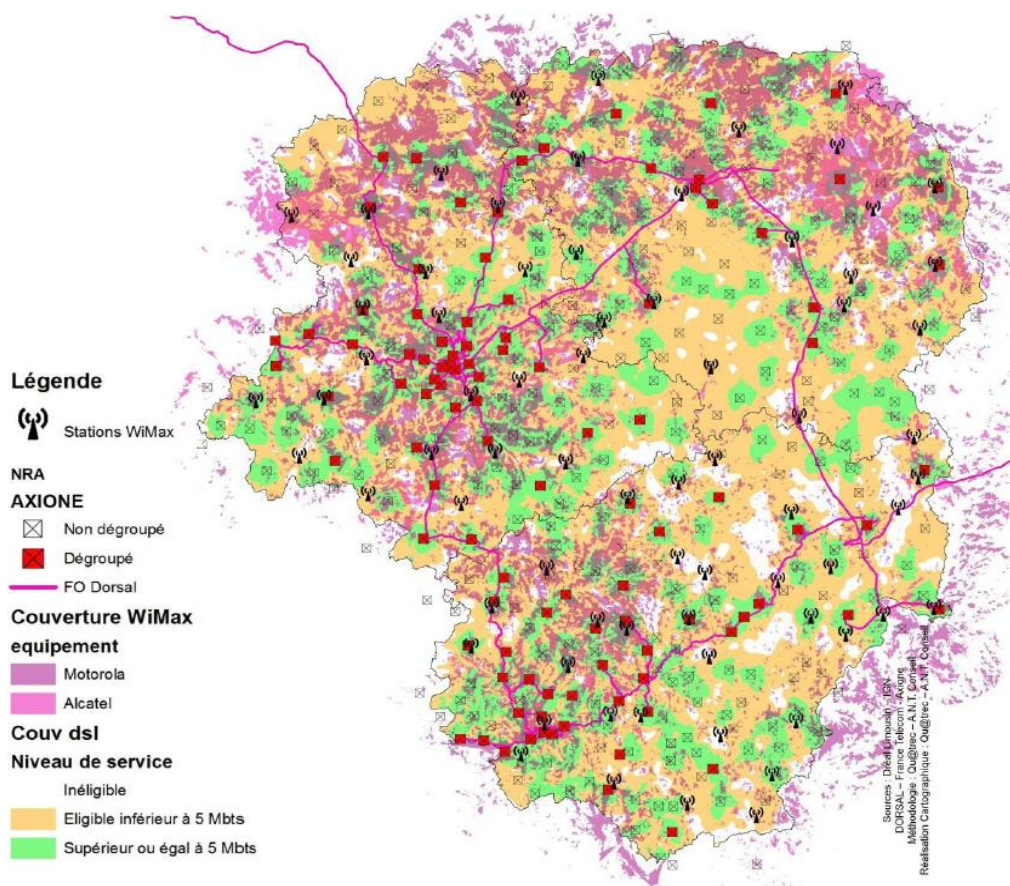 Légende
Stations WiMax
NRA
AXIONE
Non dégroupé
Dégroupé
FO Dorsal
Couverture WiMax
equipement
Motorola
Alcatel
Couv dsl
Niveau de service
Inéligible
Eligible inférieur à 5 Mbts
Supérieur ou égal à 5 Mbts
Sources : Dréal Limousin - IGN
DORSAL – France Telecom - Axione
Méthodologie : Qu@trec – A.N.T. Conseil
Réalisation Cartographique : Qu@trec – A.N.T. Conseil